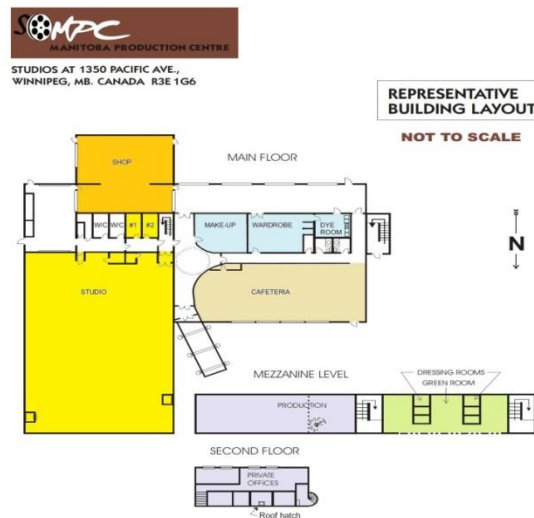 SOMPC
MANITOBA PRODUCTION CENTRE
STUDIOS AT 1350 PACIFIC AVE.,
WINNIPEG, MB. CANADA R3E 1G6
REPRESENTATIVE
BUILDING LAYOUT
NOT TO SCALE
MAIN FLOOR
SHOP
W/C
W/C
#1
#2
MAKE-UP
WARDROBE
DYE
ROOM
N
STUDIO
CAFETERIA
MEZZANINE LEVEL
DRESSING ROOMS
GREEN ROOM
PRODUCTION
SECOND FLOOR
PRIVATE
OFFICES
Roof hatch